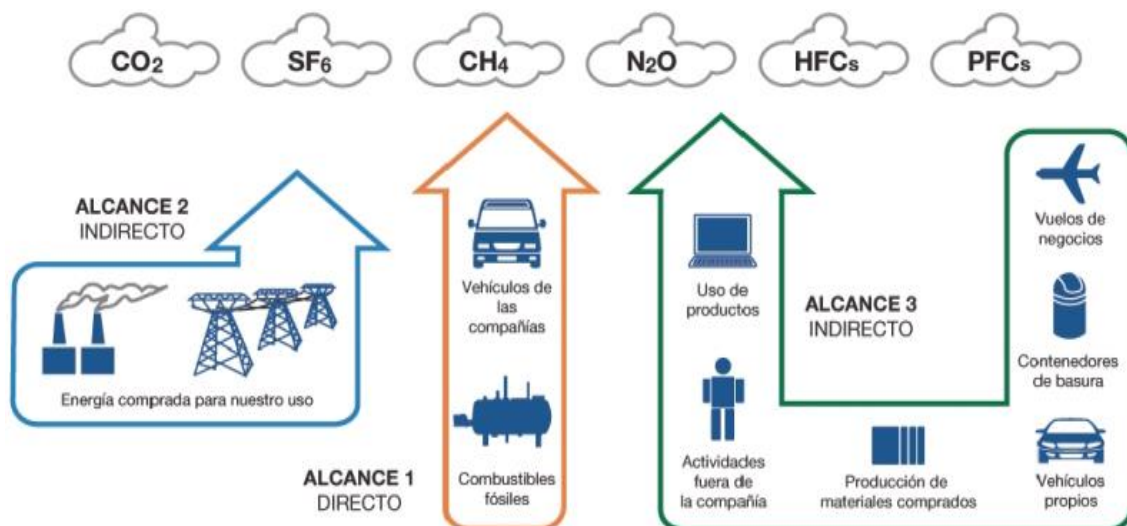 CO2
SF6
CH4
N2O
HFCs
PFCs
ALCANCE 2
INDIRECTO
Energía comprada para nuestro uso
Vehículos de
las
compañías
Combustibles
fósiles
ALCANCE 1
DIRECTO
Uso de
productos
Actividades
fuera de
la compañía
ALCANCE 3
INDIRECTO
Producción de
materiales comprados
Vuelos de
negocios
Contenedores
de basura
Vehículos
propios